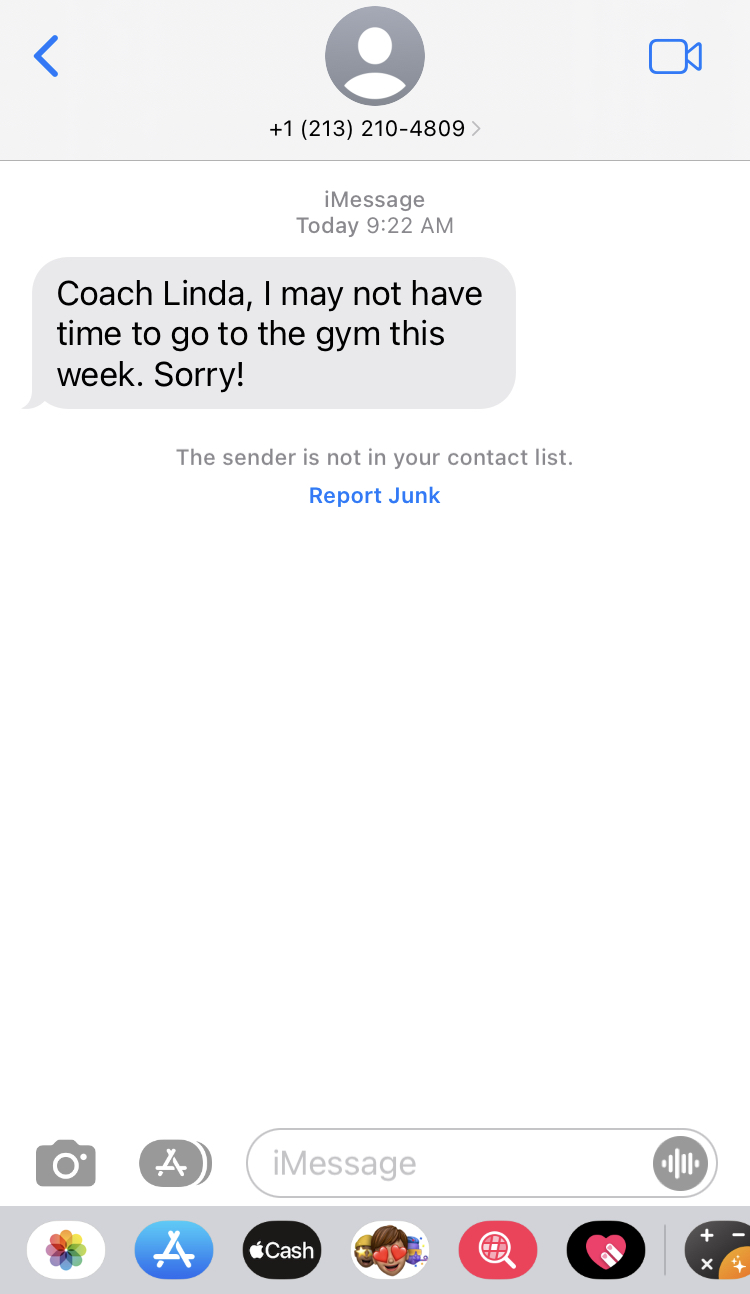 +1 (213) 210-4809
iMessage
Today 9:22 AM
Coach Linda, I may not have
time to go to the gym this
week. Sorry!
The sender is not in your contact list.
Report Junk
iMessage
Cash